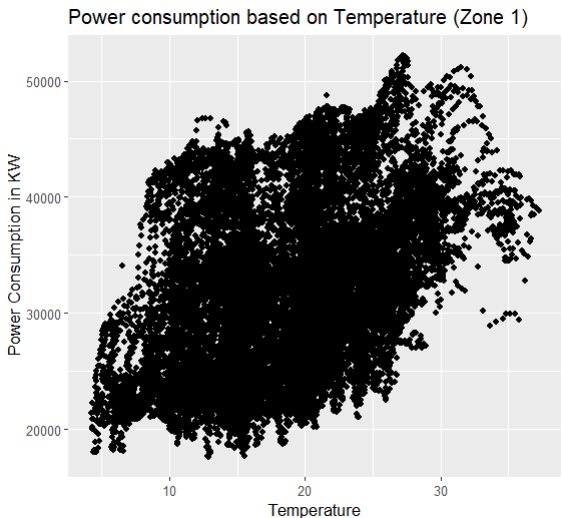 Power consumption based on Temperature (Zone 1)
Power Consumption in KW
50000
40000
30000
20000
10
20
30
Temperature